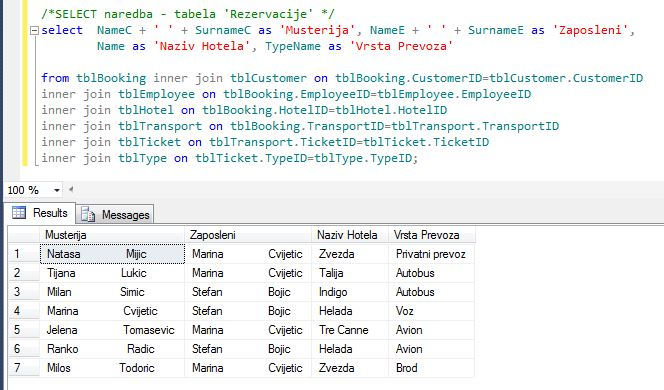 /*SELECT naredba - tabela 'Rezervacije' */
select NameC + ' ' + SurnameC as 'Musterija', NameE + ' ' + SurnameE as 'Zaposleni',
Name as 'Naziv Hotela', TypeName as 'Vrsta Prevoza'
from tblBooking inner join tblCustomer on tblBooking.CustomerID=tblCustomer.CustomerID
inner join tblEmployee on tblBooking.EmployeeID=tblEmployee.EmployeeID
inner join tblHotel on tblBooking.HotelID=tblHotel.HotelID
inner join tblTransport on tblBooking.TransportID=tblTransport.TransportID
inner join tblTicket on tblTransport.TicketID=tblTicket.TicketID
inner join tblType on tblTicket.TypeID=tblType.TypeID;
100 %
Results Messages
Musterija Zaposleni Naziv Hotela Vrsta Prevoza
1 Natasa Mijic Marina Cvijetic Zvezda Privatni prevoz
2 Tijana Lukic Marina Cvijetic Talija Autobus
3 Milan Simic Stefan Bojic Indigo Autobus
4 Marina Cvijetic Stefan Bojic Helada Voz
5 Jelena Tomasevic Marina Cvijetic Tre Canne Avion
6 Ranko Radic Stefan Bojic Helada Avion
7 Milos Todoric Marina Cvijetic Zvezda Brod